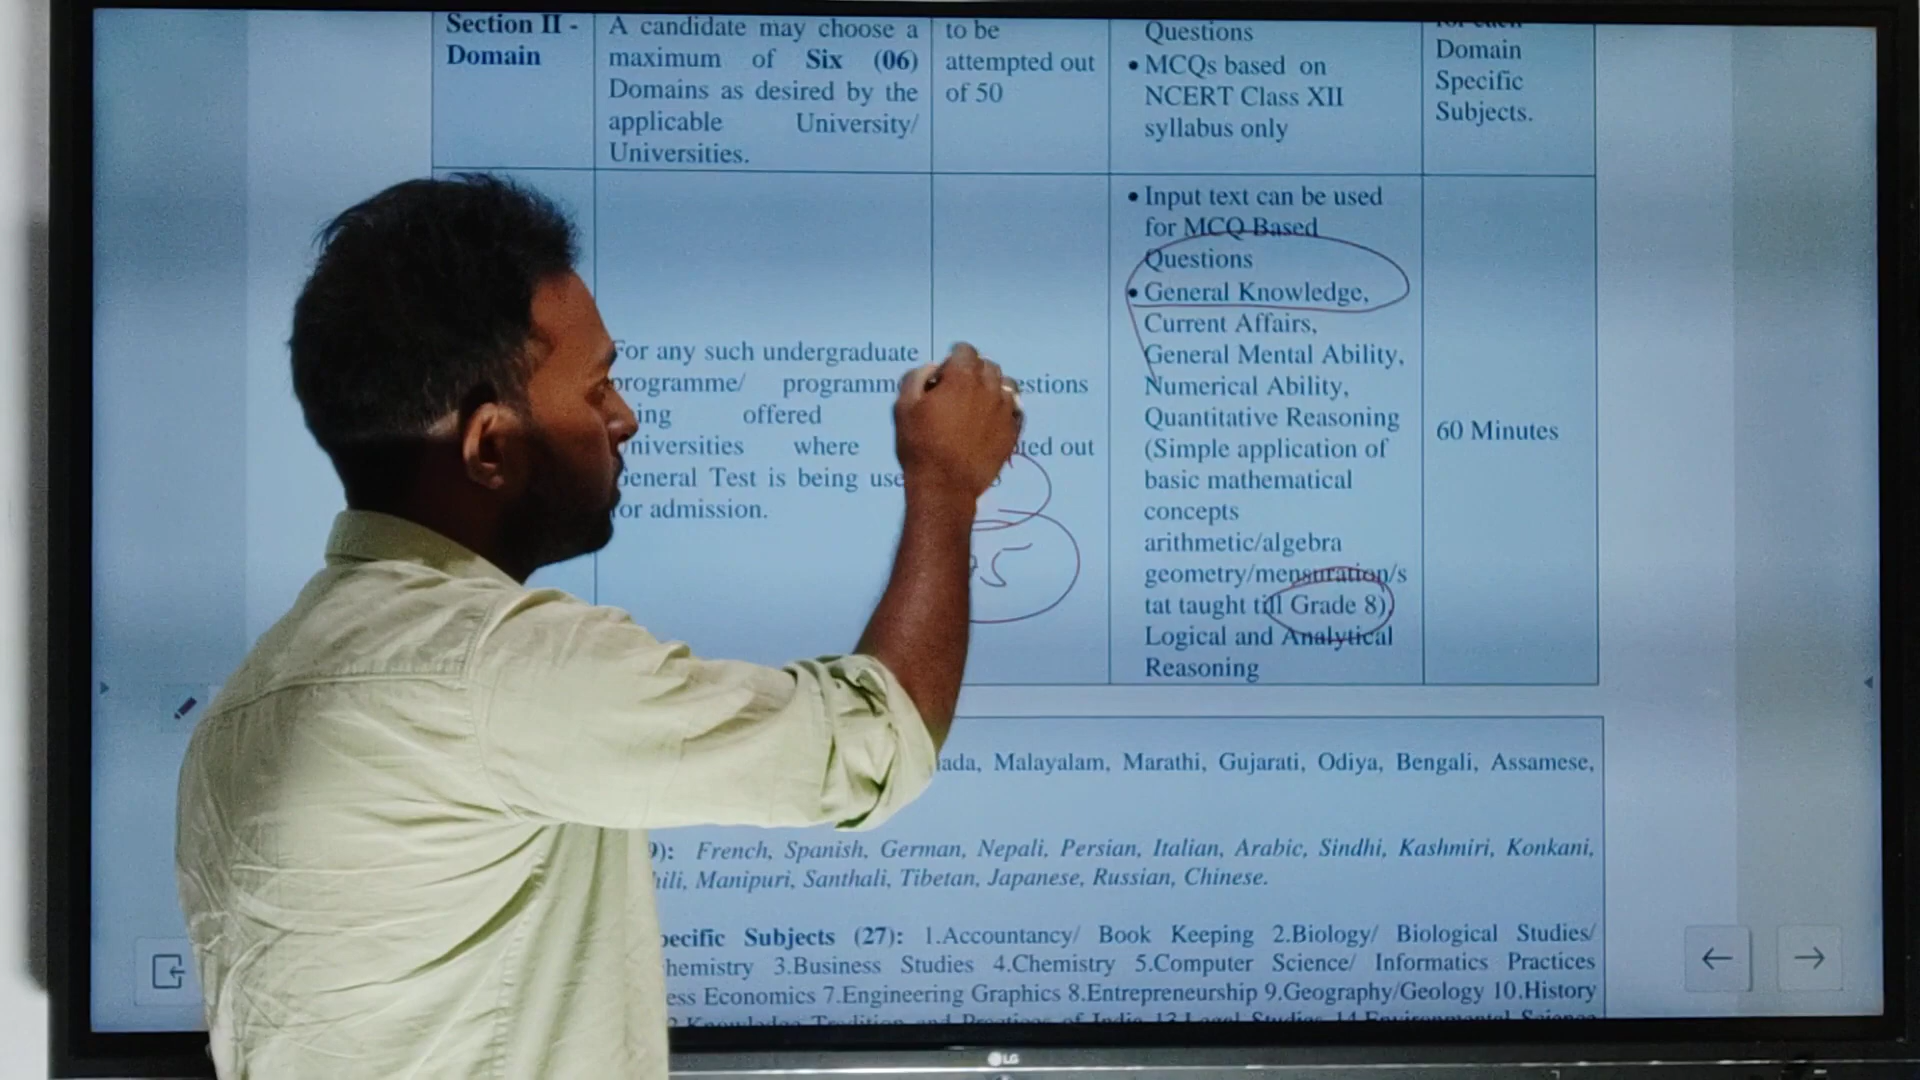 Section II -
Domain
A candidate may choose a
maximum of Six (06)
Domains as desired by the
applicable University/
Universities.
to be
attempted out
of 50
Questions
• MCQs based on
NCERT Class XII
syllabus only
Domain
Specific
Subjects.
For any such undergraduate
offered
where
General Test is being
for admission.
out
• Input text can be used
for MCQ Based
Questions
• General Knowledge,
Current Affairs,
General Mental Ability,
Numerical Ability,
Quantitative Reasoning
(Simple application of
basic mathematical
concepts
arithmetic/algebra
geometry/mensuration/s
tat taught till Grade 8),
Logical and Analytical
Reasoning
60 Minutes
Malayalam, Marathi, Gujarati, Odiya, Bengali, Assamese,
French, Spanish, German, Nepali, Persian, Italian, Arabic, Sindhi, Kashmiri, Konkani,
Manipuri, Santhali, Tibetan, Japanese, Russian, Chinese.
Subjects (27): 1.Accountancy/ Book Keeping 2.Biology/ Biological Studies/
3.Business Studies 4.Chemistry 5.Computer Science/ Informatics Practices
Economics 7.Engineering Graphics 8.Entrepreneurship 9.Geography/Geology 10.History
LG